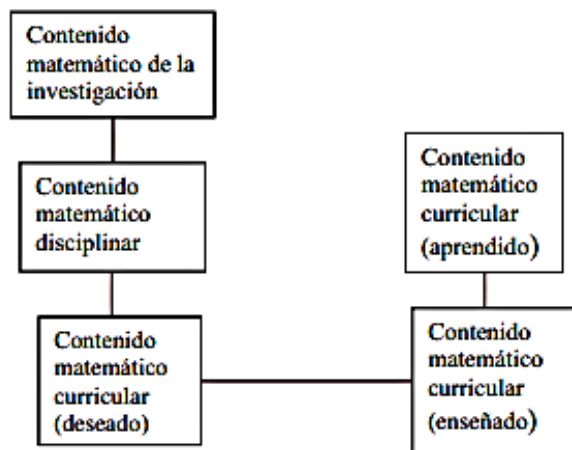 Contenido
matemático de la
investigación
Contenido
matemático
disciplinar
Contenido
matemático
curricular
(deseado)
Contenido
matemático
curricular
(aprendido)
Contenido
matemático
curricular
(enseñado)